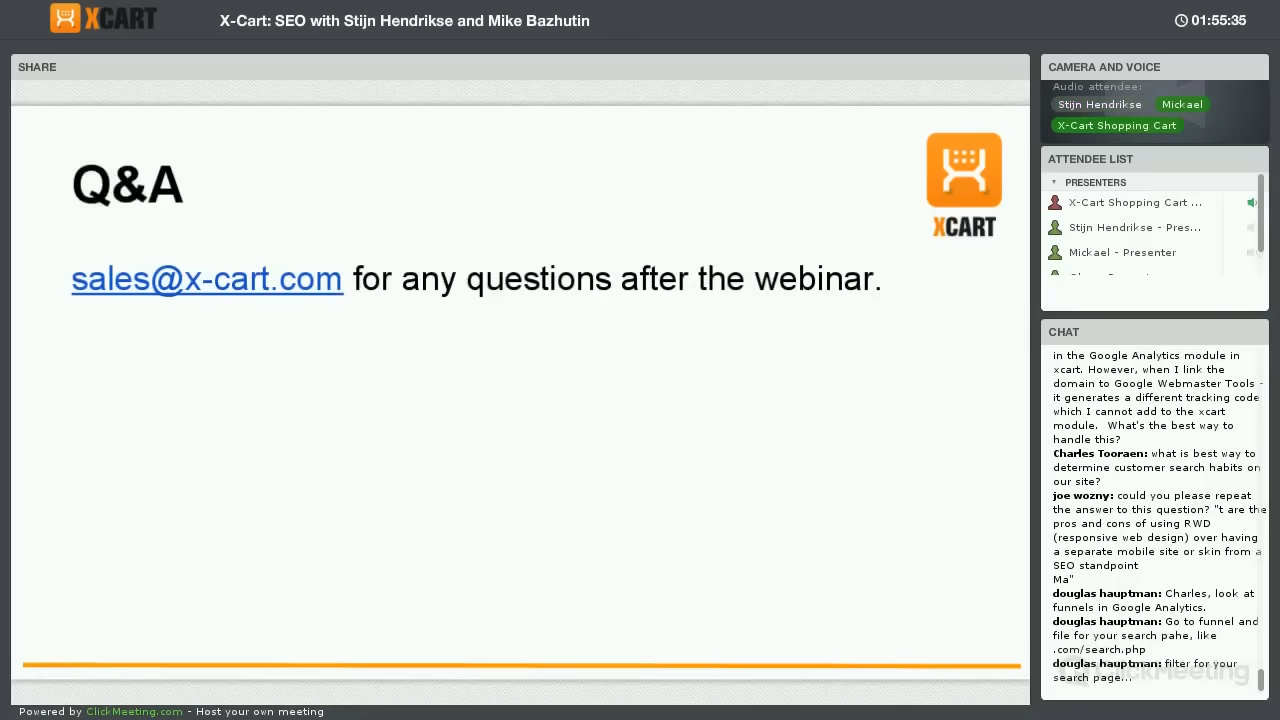 XCART
X-Cart: SEO with Stijn Hendrikse and Mike Bazhutin
01:55:35
SHARE
Q&A
XCART
sales@x-cart.com for any questions after the webinar.
CAMERA AND VOICE
Audio attendee:
Stijn Hendrikse
Mickael
X-Cart Shopping Cart
ATTENDEE LIST
PRESENTERS
X-Cart Shopping Cart ...
Stijn Hendrikse - Pres...
Mickael - Presenter
CHAT
in the Google Analytics module in
xcart. However, when I link the
domain to Google Webmaster Tools -
it generates a different tracking code
which I cannot add to the xcart
module. What's the best way to
handle this?
Charles Tooraen: what is best way to
determine customer search habits on
our site?
joe wozny: could you please repeat
the answer to this question? "t are the
pros and cons of using RWD
(responsive web design) over having
a separate mobile site or skin from a
SEO standpoint
Ma"
douglas hauptman: Charles, look at
funnels in Google Analytics.
douglas hauptman: Go to funnel and
file for your search pahe, like
.com/search.php
douglas hauptman: filter for your
search page...
ClickMeeting
Powered by ClickMeeting.com - Host your own meeting